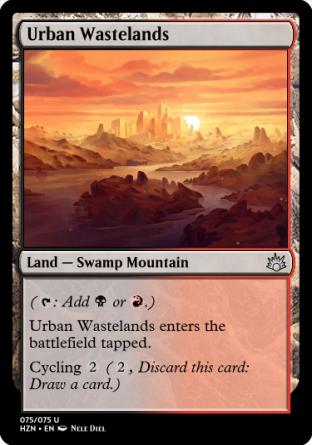 Urban Wastelands
Land — Swamp Mountain
( : Add or .)
Urban Wastelands enters the
battlefield tapped.
Cycling 2 ( 2 , Discard this card:
Draw a card.)
075/075 U
HZN • EN Nele Diel